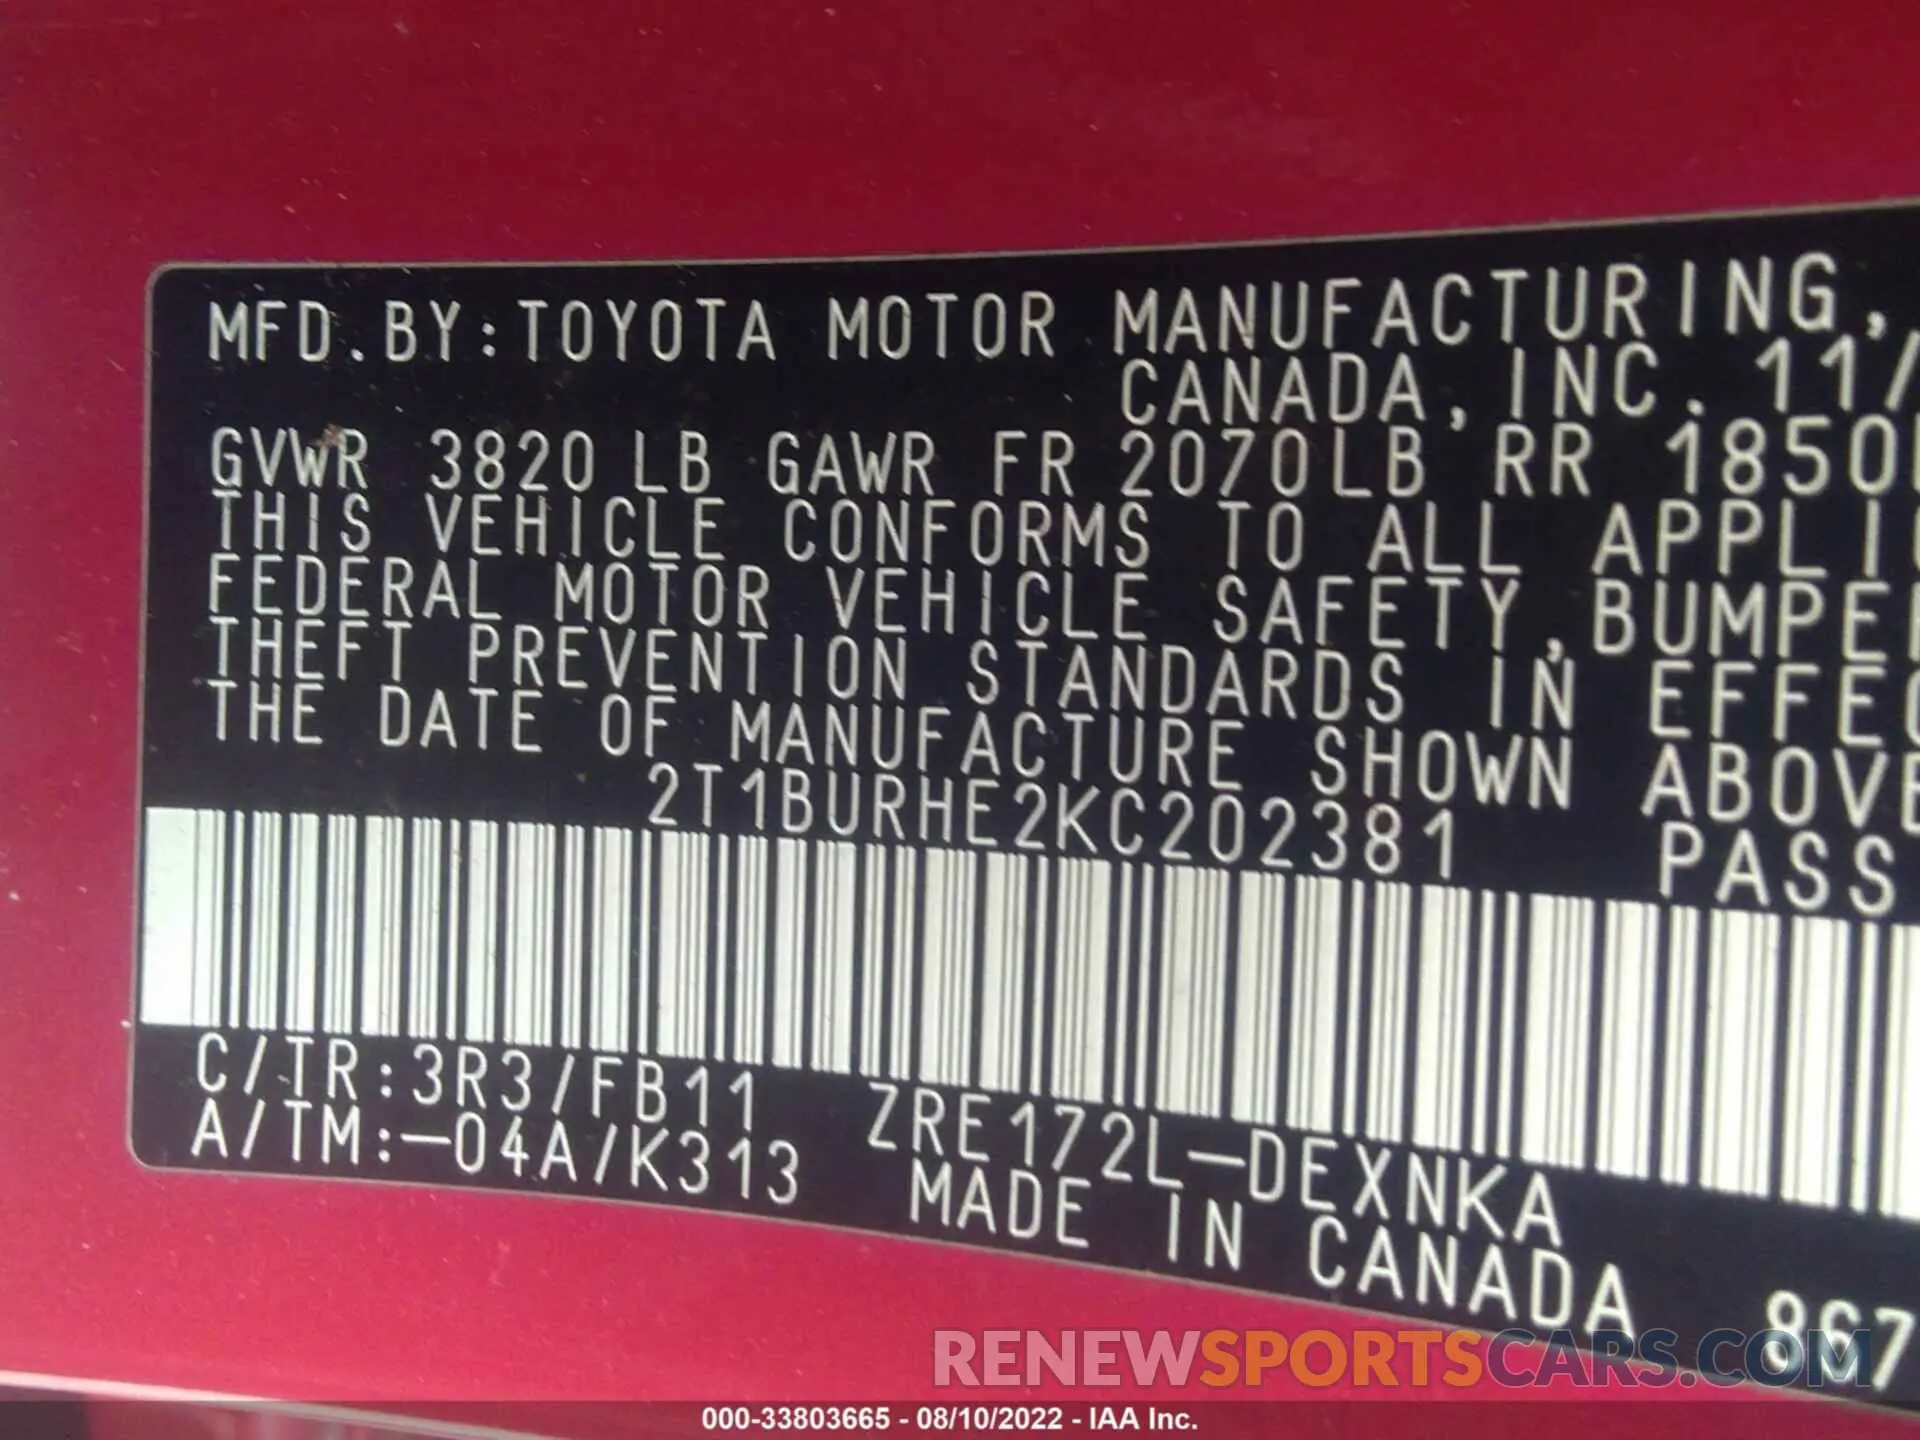 MFD.BY:TOYOTA MOTOR MANUFACTURING,
CANADA,INC. 11/
GVWR 3820 LB GAWR FR 2070LB RR 1850
THIS VEHICLE CONFORMS TO ALL APPLI
FEDERAL MOTOR VEHICLE SAFETY,BUMPE
THEFT PREVENTION STANDARDS IN EFFEC
THE DATE OF MANUFACTURE SHOWN ABOVE
2T1BURHE2KC202381 PASS
C/TR:3R3/FB11 ZRE172L-DEXNKA
A/TM:-04A/K313 MADE IN CANADA 867
RENEWSPORTSCARS.COM
000-33803665 - 08/10/2022 - IAA Inc.